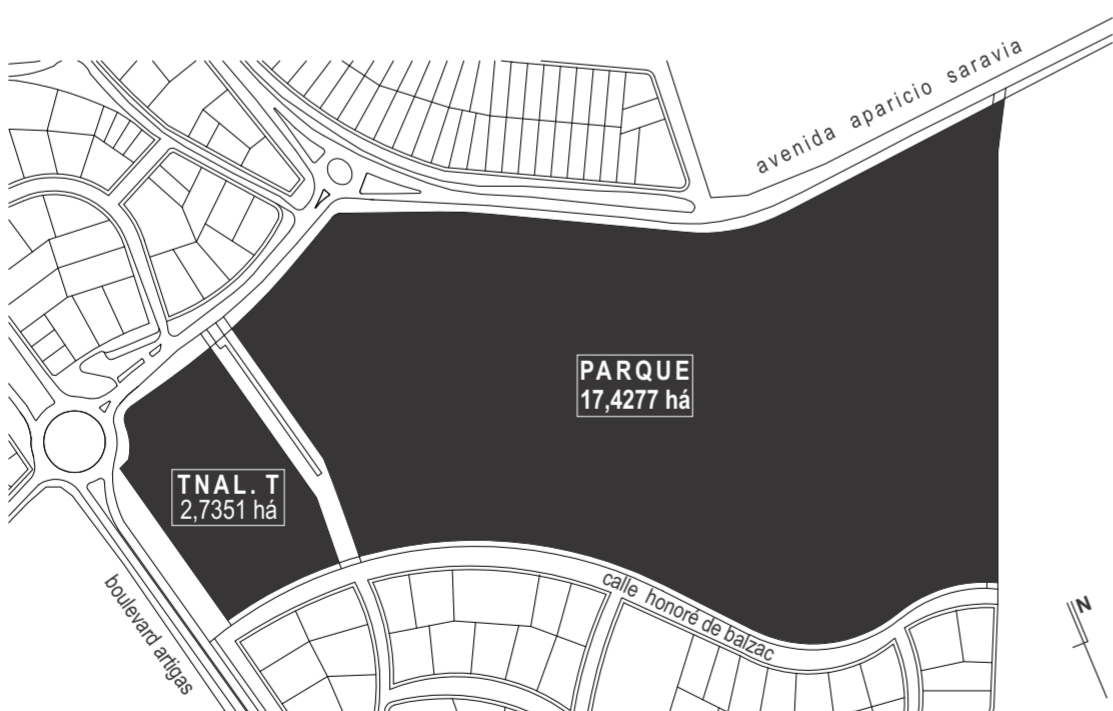 avenida aparicio saravia
PARQUE
17,4277 há
TNAL. T
2,7351 há
calle honoré de balzac
boulevard artigas
N